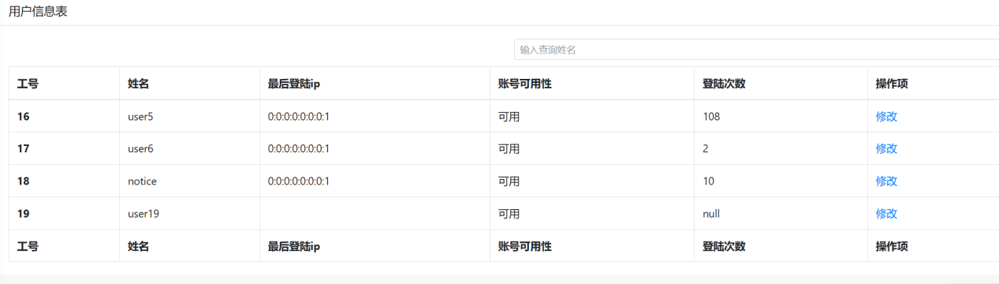 用户信息表
输入查询姓名
工号 姓名 最后登陆ip 账号可用性 登陆次数 操作项
16 user5 0:0:0:0:0:0:0:1 可用 108 修改
17 user6 0:0:0:0:0:0:0:1 可用 2 修改
18 notice 0:0:0:0:0:0:0:1 可用 10 修改
19 user19 可用 null 修改
工号 姓名 最后登陆ip 账号可用性 登陆次数 操作项